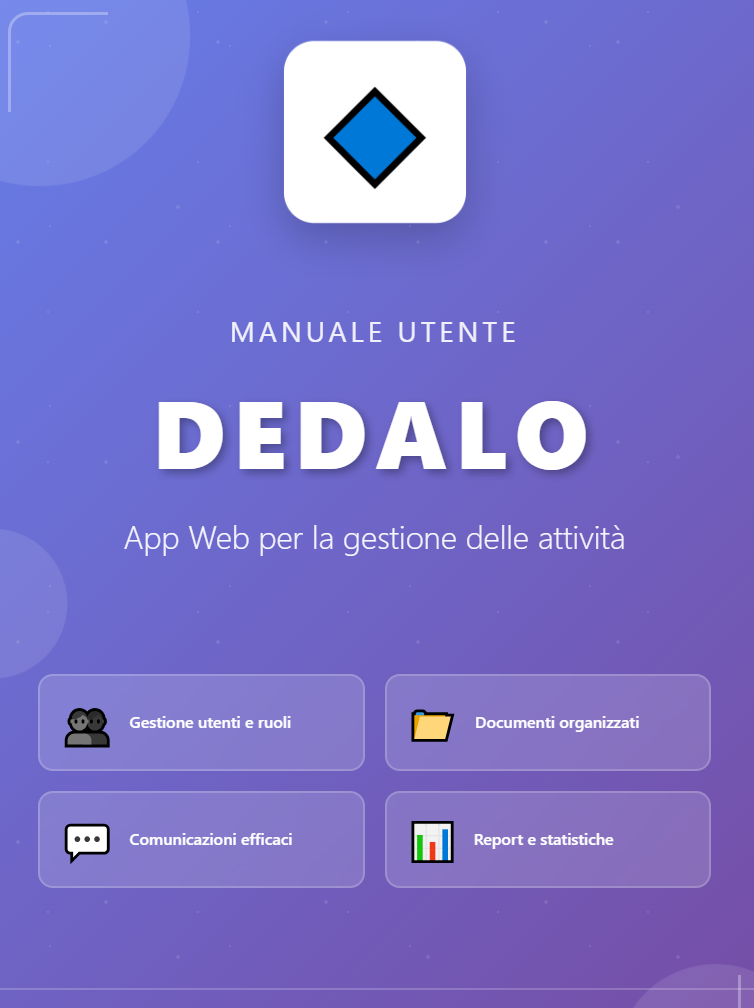 MANUALE UTENTE
DEDALO
App Web per la gestione delle attività
Gestione utenti e ruoli
Documenti organizzati
Comunicazioni efficaci
Report e statistiche